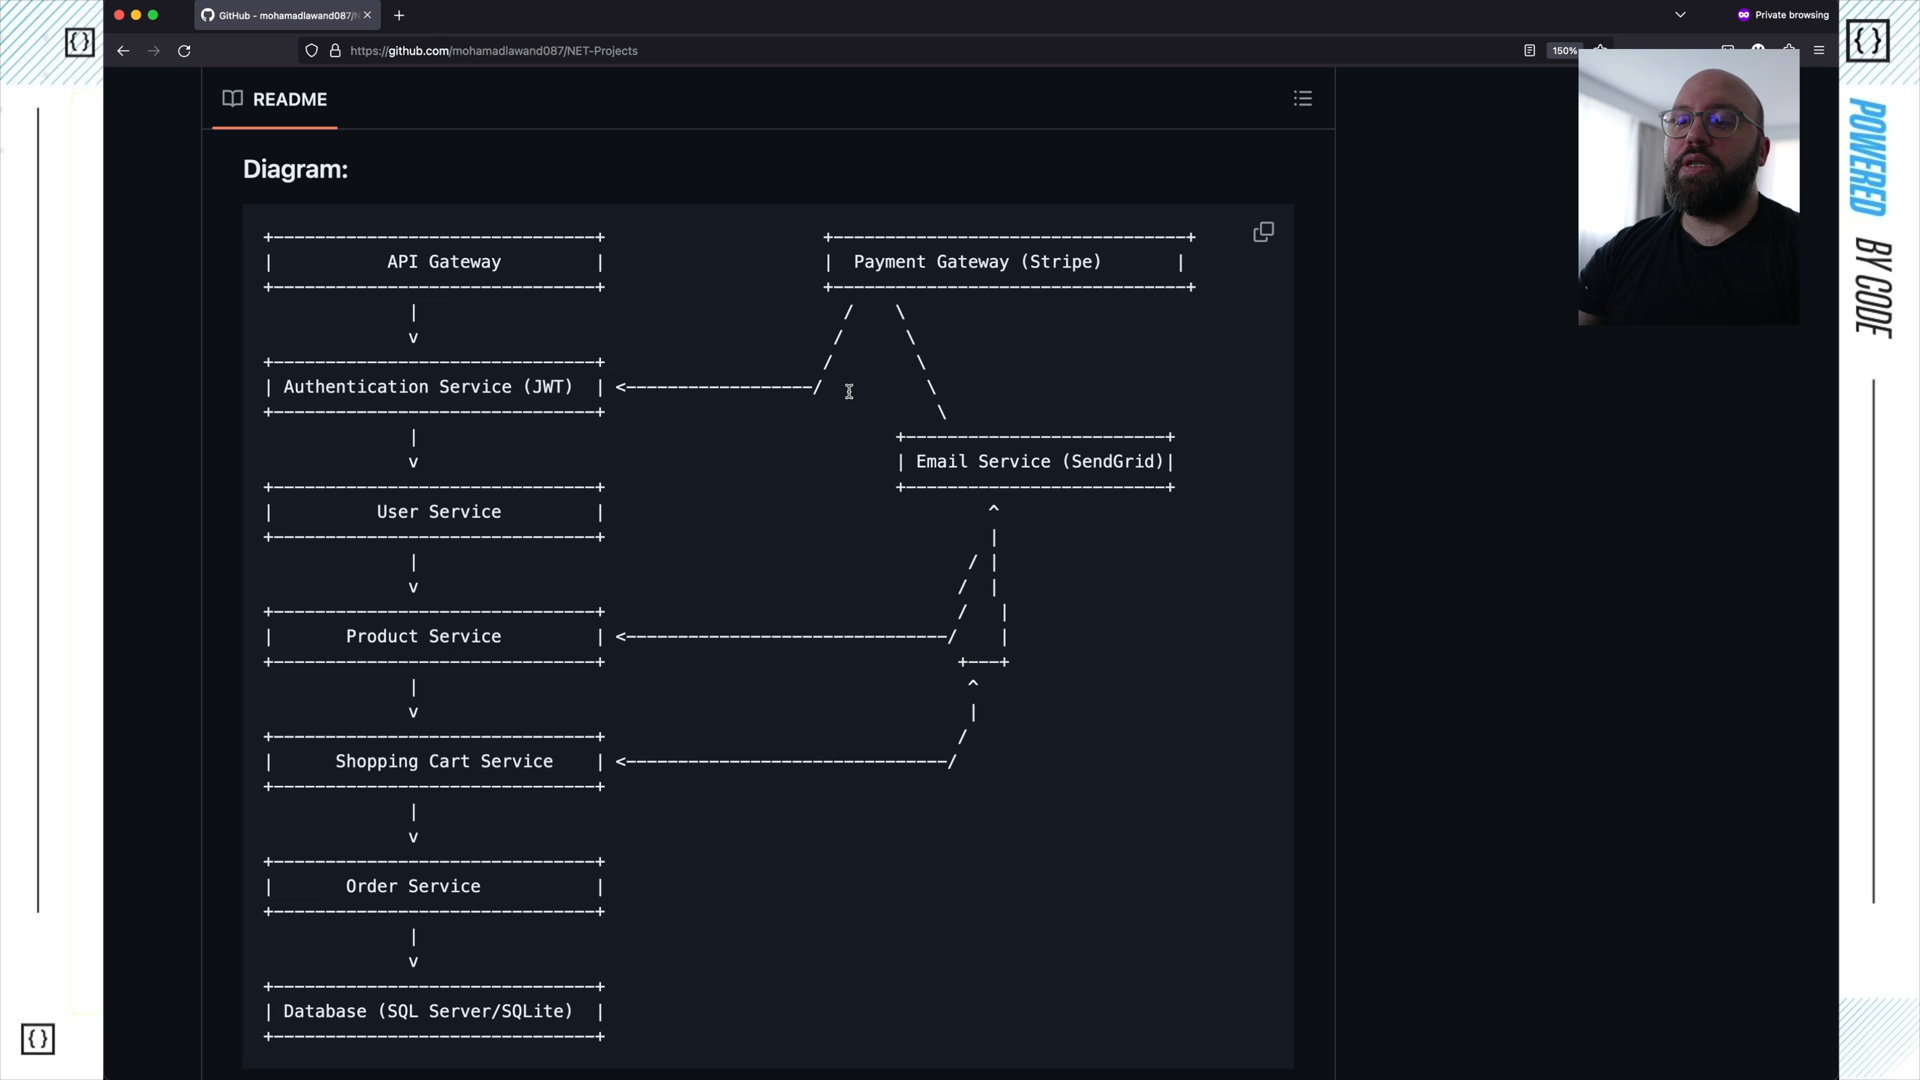 GitHub - mohamadlawand087/
Private browsing
https://github.com/mohamadlawand087/NET-Projects
150%
README
Diagram:
API Gateway
Payment Gateway (Stripe)
v
Authentication Service (JWT)
v
Email Service (SendGrid)
User Service
v
Product Service
v
Shopping Cart Service
v
Order Service
v
Database (SQL Server/SQLite)
{}
{}
{}
POWERED BY CODE